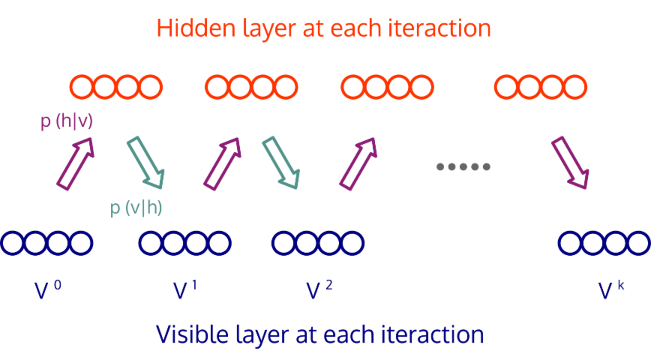 Hidden layer at each iteraction
p (h|v)
p (v|h)
V 0
V 1
V 2
V k
Visible layer at each iteraction